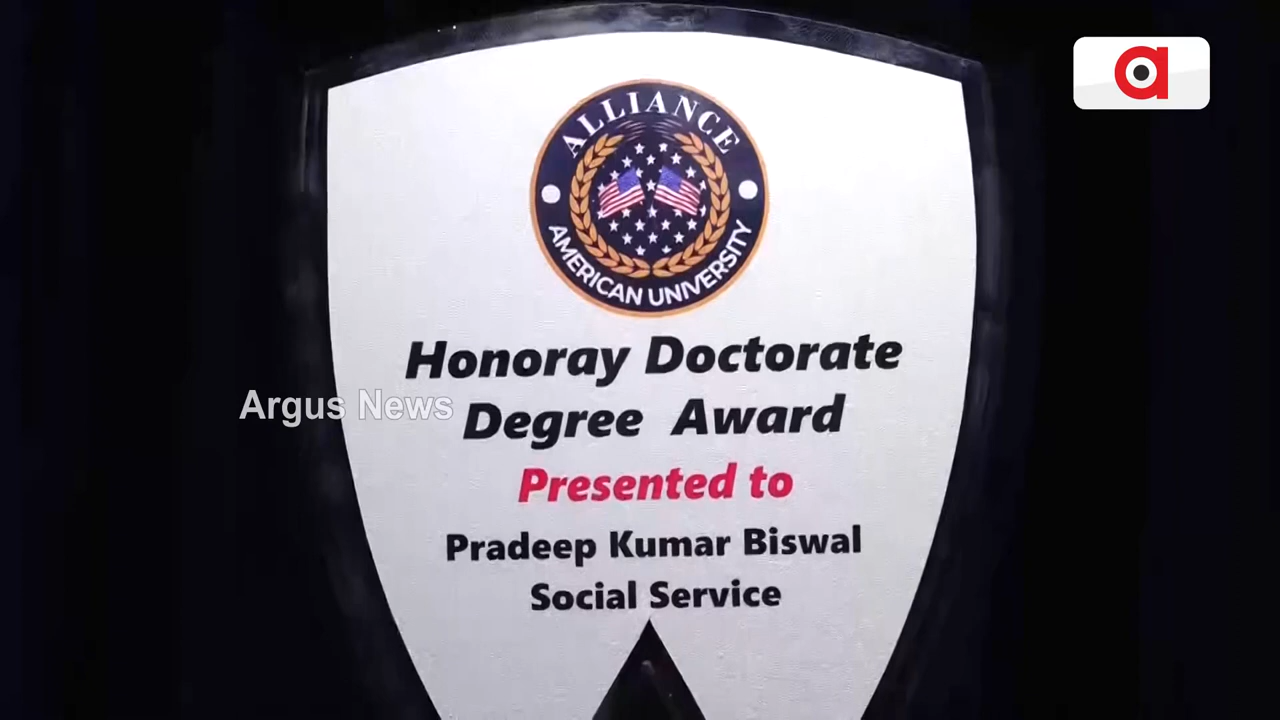 ALLIANCE
AMERICAN UNIVERSITY
Honoray Doctorate
Degree Award
Argus News
Presented to
Pradeep Kumar Biswal
Social Service